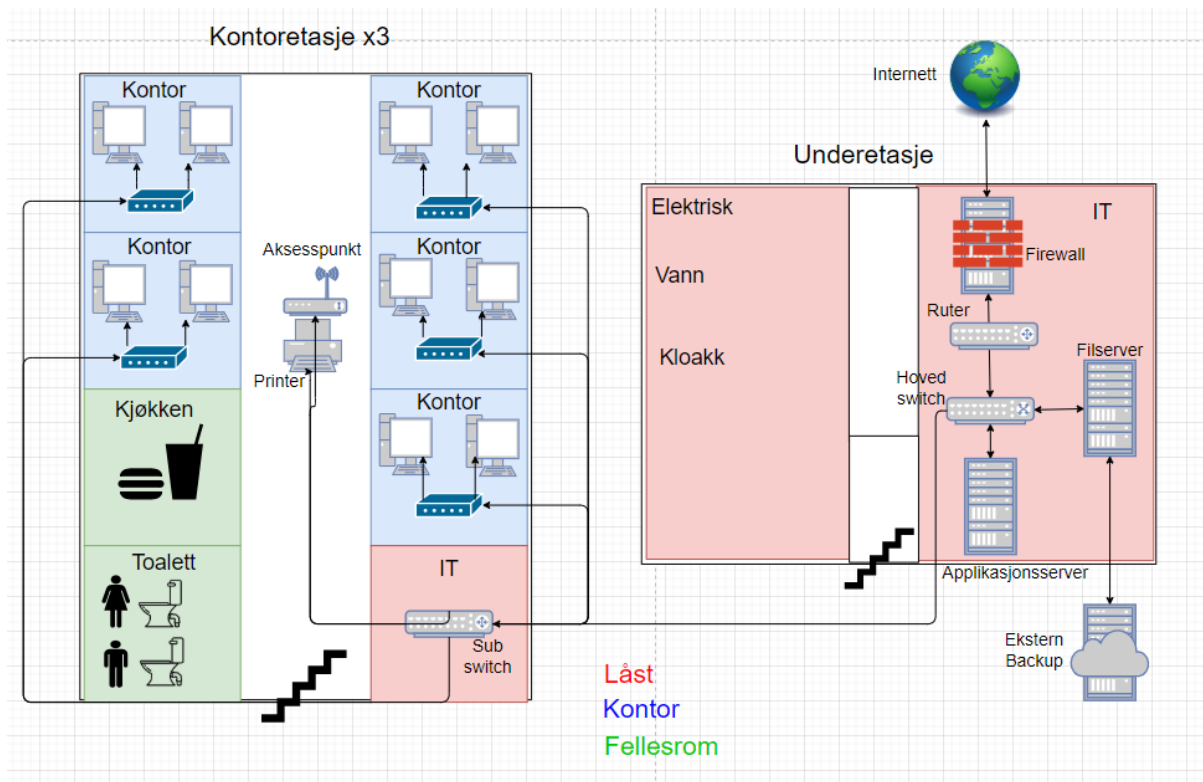 Kontoretasje x3
Kontor
Kontor
Kontor
Aksesspunkt
Kontor
Printer
Kjøkken
Kontor
Toalett
IT
Sub
switch
Låst
Kontor
Fellesrom
Internett
Underetasje
Elektrisk
IT
Vann
Firewall
Ruter
Kloakk
Filserver
Hoved
switch
Applikasjonsserver
Ekstern
Backup